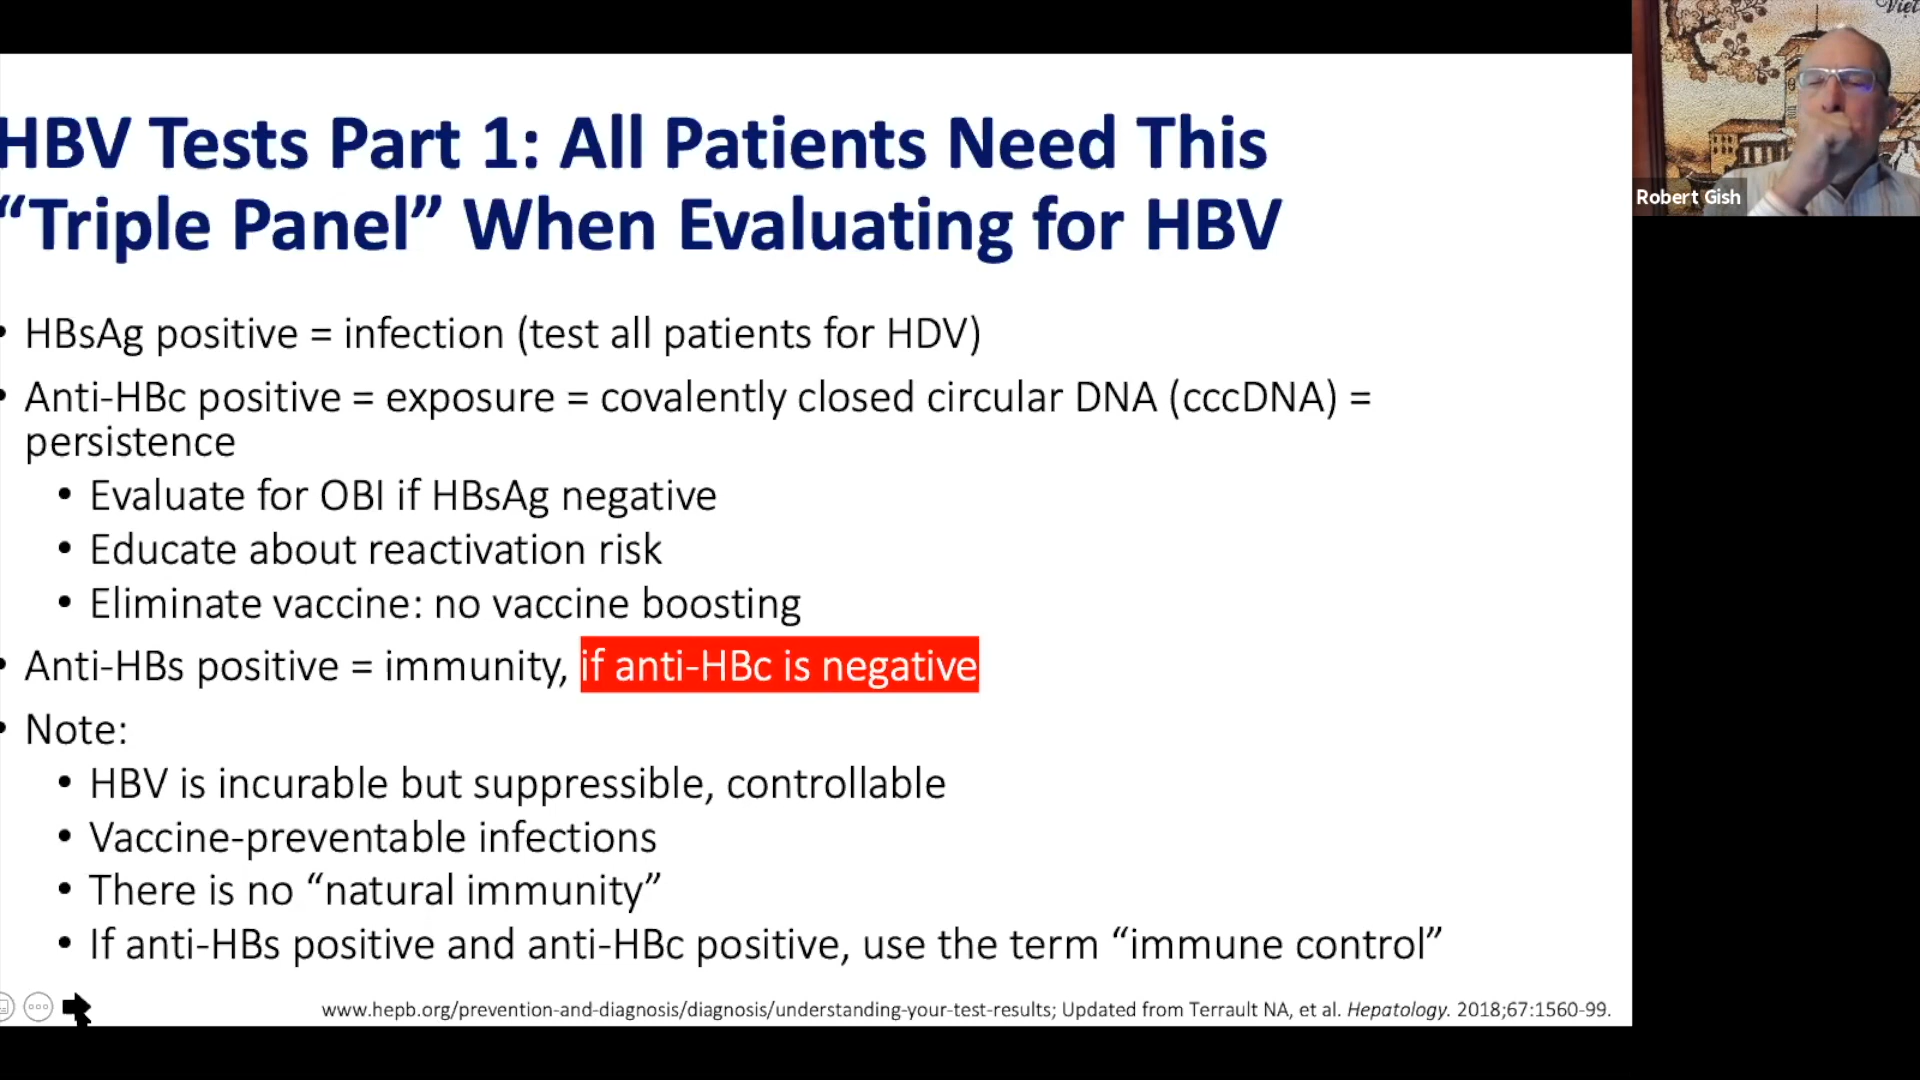 Việt
HBV Tests Part 1: All Patients Need This
“Triple Panel” When Evaluating for HBV
Robert Gish
• HBsAg positive = infection (test all patients for HDV)
• Anti-HBc positive = exposure = covalently closed circular DNA (cccDNA) =
persistence
• Evaluate for OBI if HBsAg negative
• Educate about reactivation risk
• Eliminate vaccine: no vaccine boosting
• Anti-HBs positive = immunity, if anti-HBc is negative
• Note:
• HBV is incurable but suppressible, controllable
• Vaccine-preventable infections
• There is no “natural immunity”
• If anti-HBs positive and anti-HBc positive, use the term “immune control”
www.hepb.org/prevention-and-diagnosis/diagnosis/understanding-your-test-results; Updated from Terrault NA, et al. Hepatology. 2018;67:1560-99.